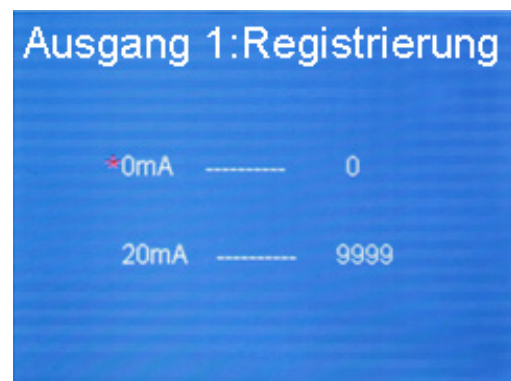 Ausgang 1:Registrierung
*0mA ---------- 0
20mA ---------- 9999